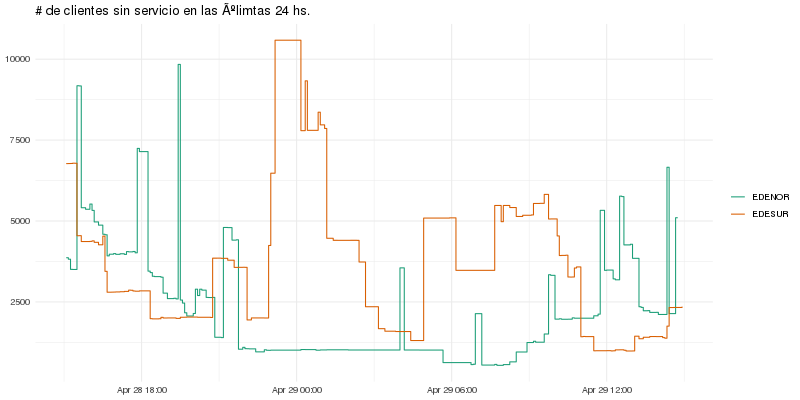 # de clientes sin servicio en las Ãºlimtas 24 hs.
10000
7500
5000
2500
Apr 28 18:00
Apr 29 00:00
Apr 29 06:00
Apr 29 12:00
EDENOR
EDESUR